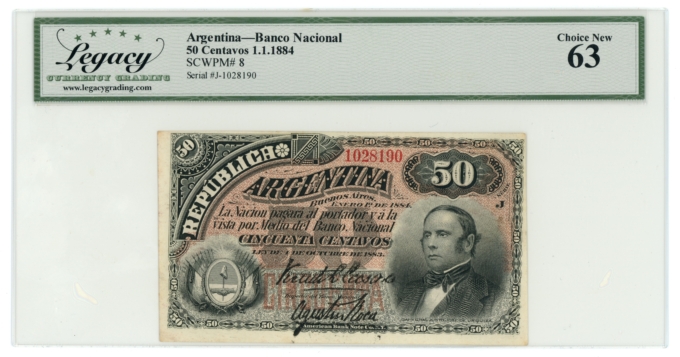 Legacy
CURRENCY GRADING
www.legacygrading.com
Argentina—Banco Nacional
50 Centavos 1.1.1884
SCWPM# 8
Serial #J-1028190
Choice New
63
50
REPUBLICA
1028190
50
ARGENTINA
BUENOS AIRES,
ENERO 1º DE 1884.
J
La Nacion pagará al portador y á la
vista por Medio del Banco Nacional
CINCUENTA CENTAVOS
LEY DE 4 DE OCTUBRE DE 1883.
50
50
American Bank Note Co. N.Y.